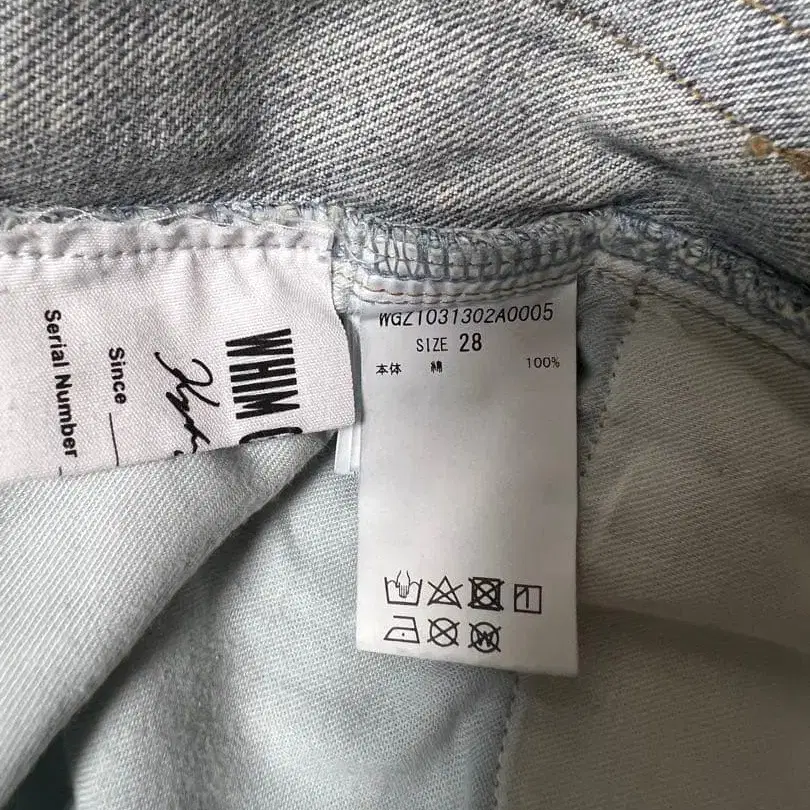 WHIM
Since
Serial Number
WGZ1031302A0005
SIZE 28
本体 綿 100%